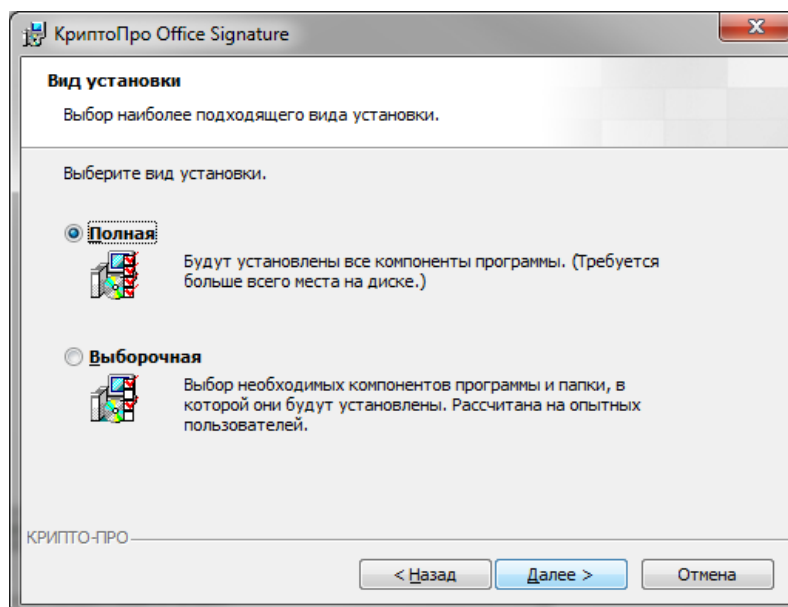 КриптоПро Office Signature
Вид установки
Выбор наиболее подходящего вида установки.
Выберите вид установки.
Полная
Будут установлены все компоненты программы. (Требуется
больше всего места на диске.)
Выборочная
Выбор необходимых компонентов программы и папки, в
которой они будут установлены. Рассчитана на опытных
пользователей.
КРИПТО-ПРО
< Назад
Далее >
Отмена